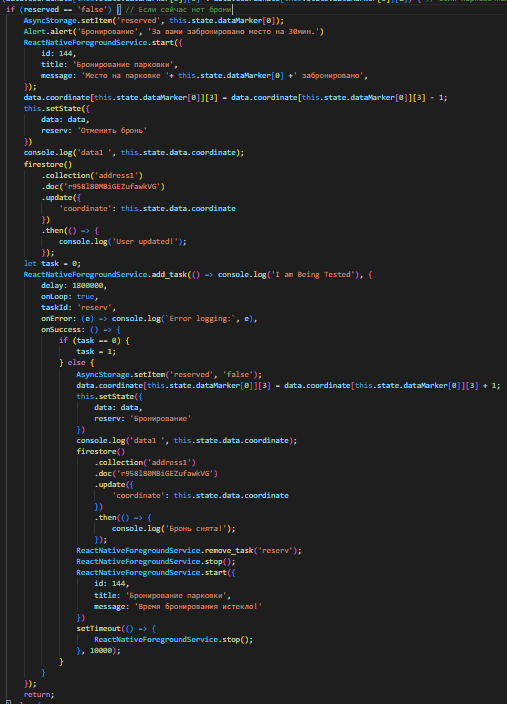 if (reserved == 'false') { // Если сейчас нет брони
AsyncStorage.setItem('reserved', this.state.dataMarker[0]);
Alert.alert('Бронирование', 'За вами забронировано место на 30мин.')
ReactNativeForegroundService.start({
id: 144,
title: 'Бронирование парковки',
message: 'Место на парковке '+ this.state.dataMarker[0] +' забронировано',
});
data.coordinate[this.state.dataMarker[0]][3] = data.coordinate[this.state.dataMarker[0]][3] - 1;
this.setState({
data: data,
reserv: 'Отменить бронь'
})
console.log('data1 ', this.state.data.coordinate);
firestore()
.collection('address1')
.doc('r958l80MBiGEZufawkVG')
.update({
'coordinate': this.state.data.coordinate
})
.then(() => {
console.log('User updated!');
});
let task = 0;
ReactNativeForegroundService.add_task(() => console.log('I am Being Tested'), {
delay: 1800000,
onLoop: true,
taskId: 'reserv',
onError: (e) => console.log(`Error logging:`, e),
onSuccess: () => {
if (task == 0) {
task = 1;
} else {
AsyncStorage.setItem('reserved', 'false');
data.coordinate[this.state.dataMarker[0]][3] = data.coordinate[this.state.dataMarker[0]][3] + 1;
this.setState({
data: data,
reserv: 'Бронирование'
})
console.log('data1 ', this.state.data.coordinate);
firestore()
.collection('address1')
.doc('r958l80MBiGEZufawkVG')
.update({
'coordinate': this.state.data.coordinate
})
.then(() => {
console.log('Бронь снята!');
});
ReactNativeForegroundService.remove_task('reserv');
ReactNativeForegroundService.stop();
ReactNativeForegroundService.start({
id: 144,
title: 'Бронирование парковки',
message: 'Время бронирования истекло!'
})
setTimeout(() => {
ReactNativeForegroundService.stop();
}, 10000);
}
}
});
return;